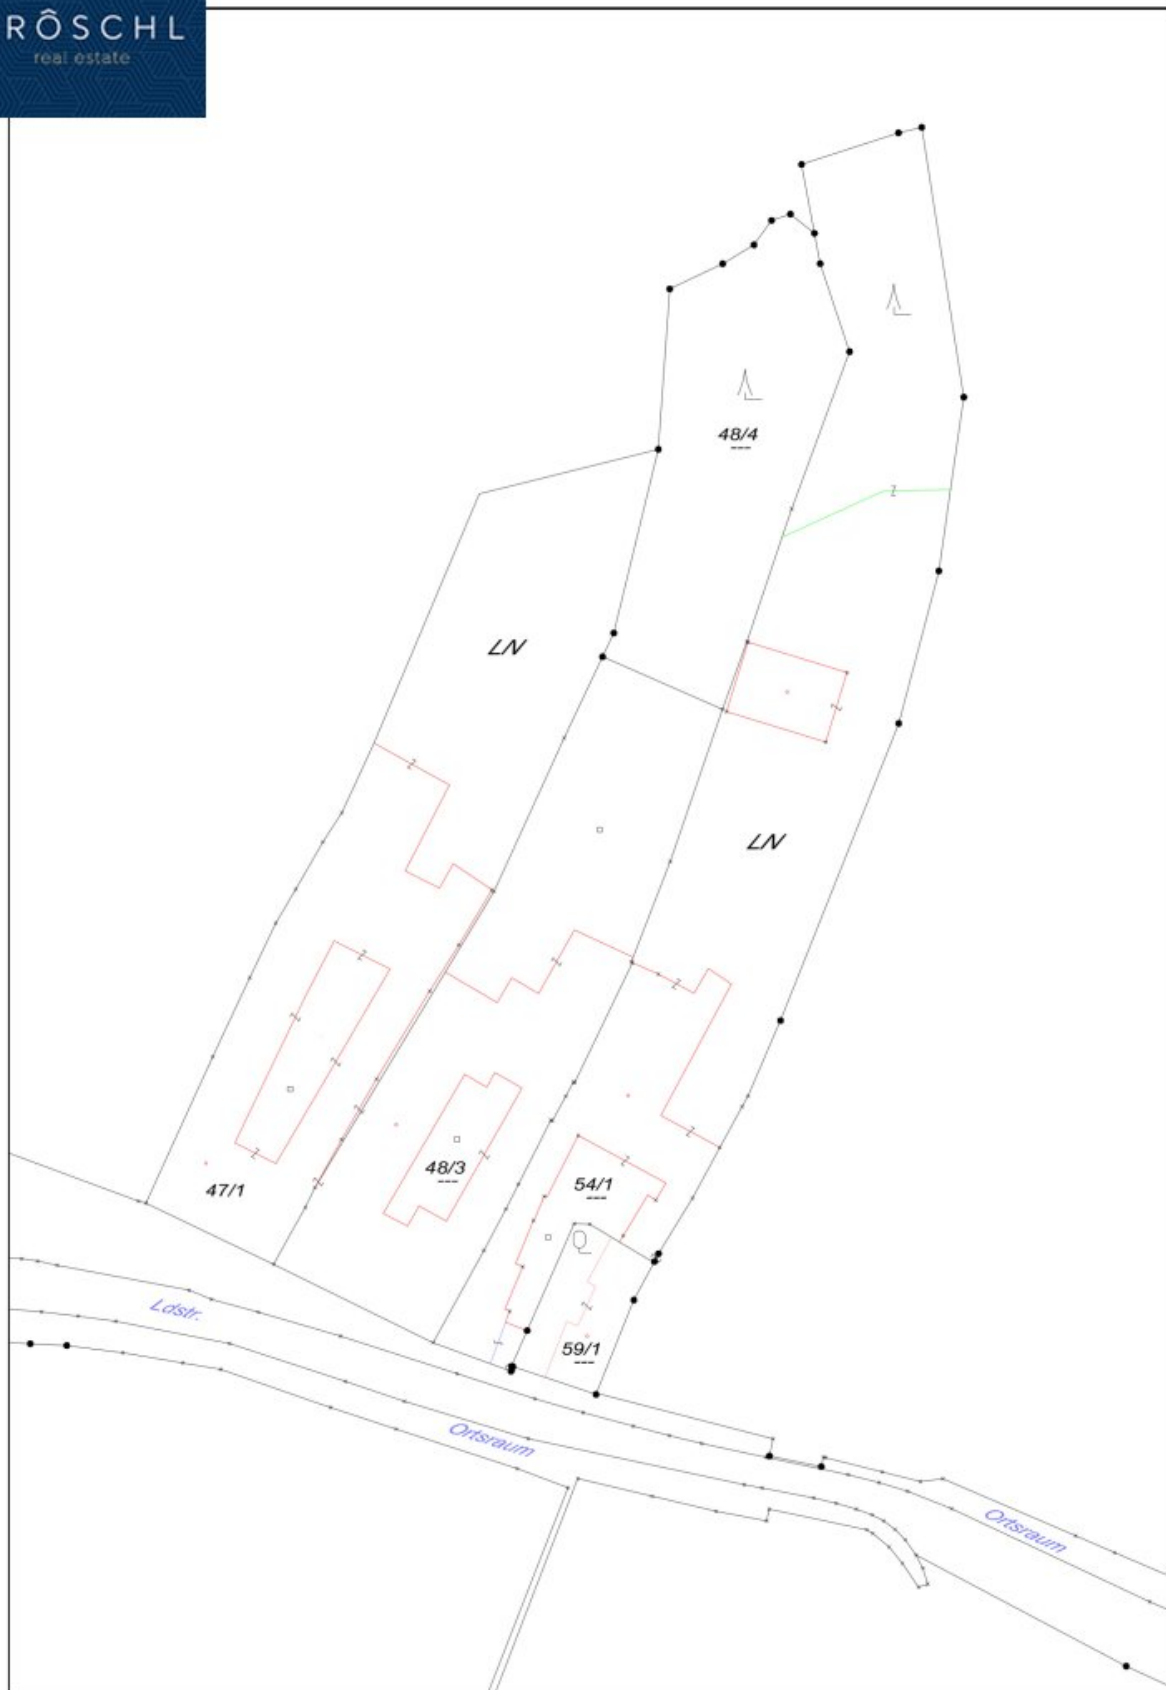 RÔSCHL
real estate
48/4
LN
LN
48/3
54/1
47/1
59/1
Ldstr.
Ortsraum
Ortsraum